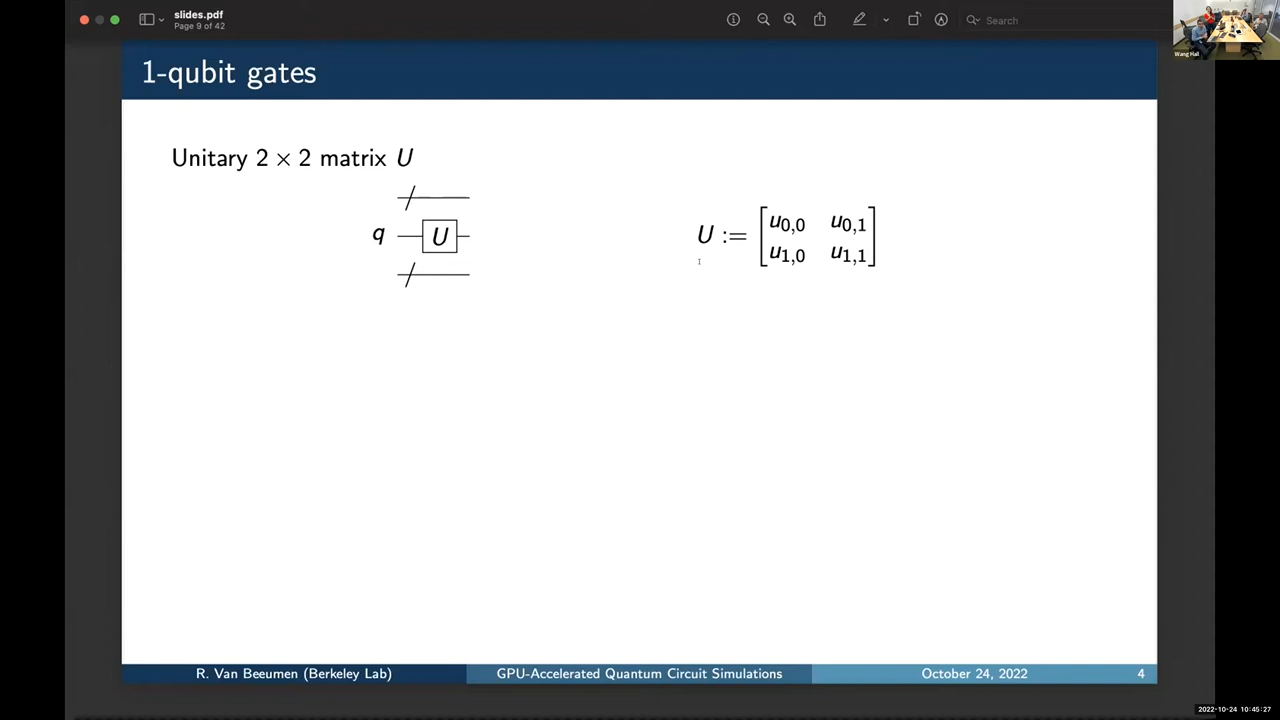 slides.pdf
Page 9 of 42
Search
Wang Hall
1-qubit gates
Unitary 2 × 2 matrix U
q U
U := [u0,0 u0,1
u1,0 u1,1]
R. Van Beeumen (Berkeley Lab) GPU-Accelerated Quantum Circuit Simulations October 24, 2022 4
2022-10-24 10:45:27